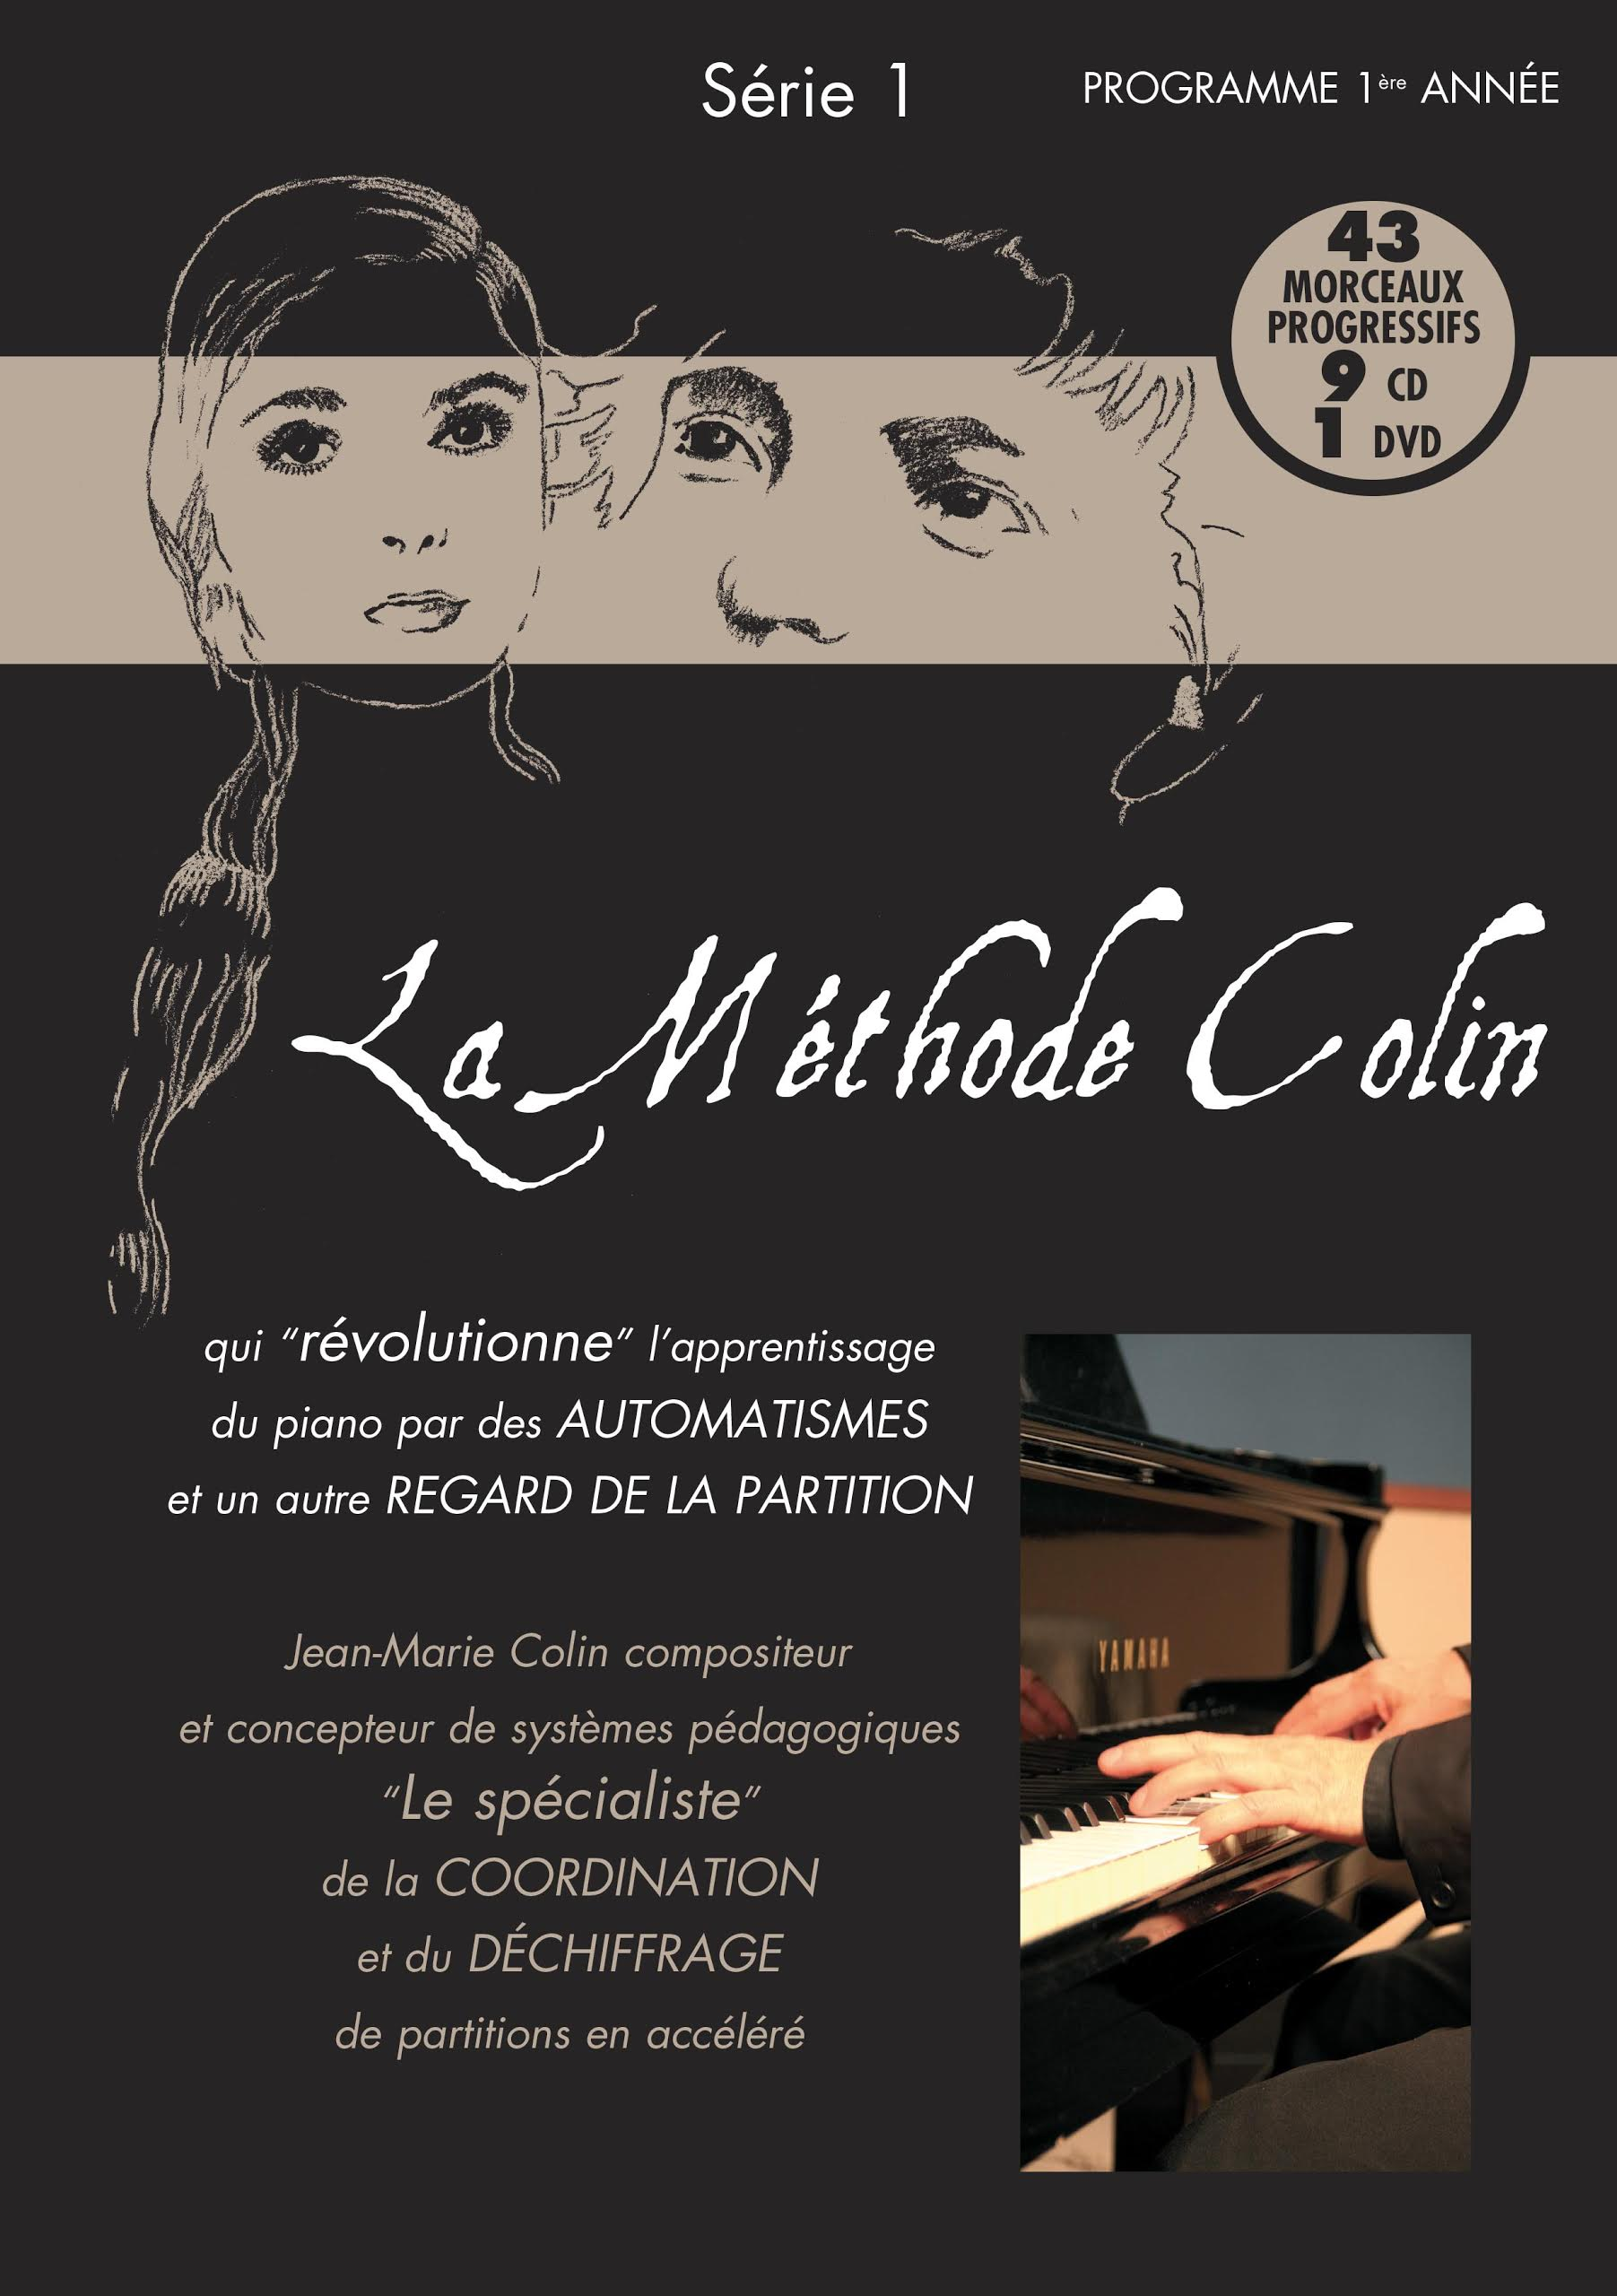 Série 1
PROGRAMME 1ère ANNÉE
43
MORCEAUX
PROGRESSIFS
9 CD
1 DVD
La Méthode Colin
qui “révolutionne” l’apprentissage
du piano par des AUTOMATISMES
et un autre REGARD DE LA PARTITION
Jean-Marie Colin compositeur
et concepteur de systèmes pédagogiques
“Le spécialiste”
de la COORDINATION
et du DÉCHIFFRAGE
de partitions en accéléré
YAMAHA